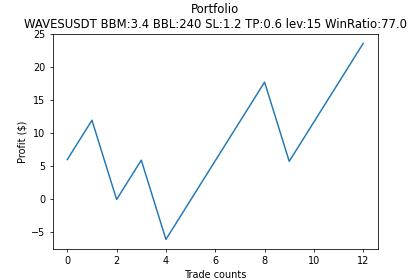 Portfolio
WAVESUSDT BBM:3.4 BBL:240 SL:1.2 TP:0.6 lev:15 WinRatio:77.0
25
20
15
10
5
0
−5
Profit ($)
0 2 4 6 8 10 12
Trade counts